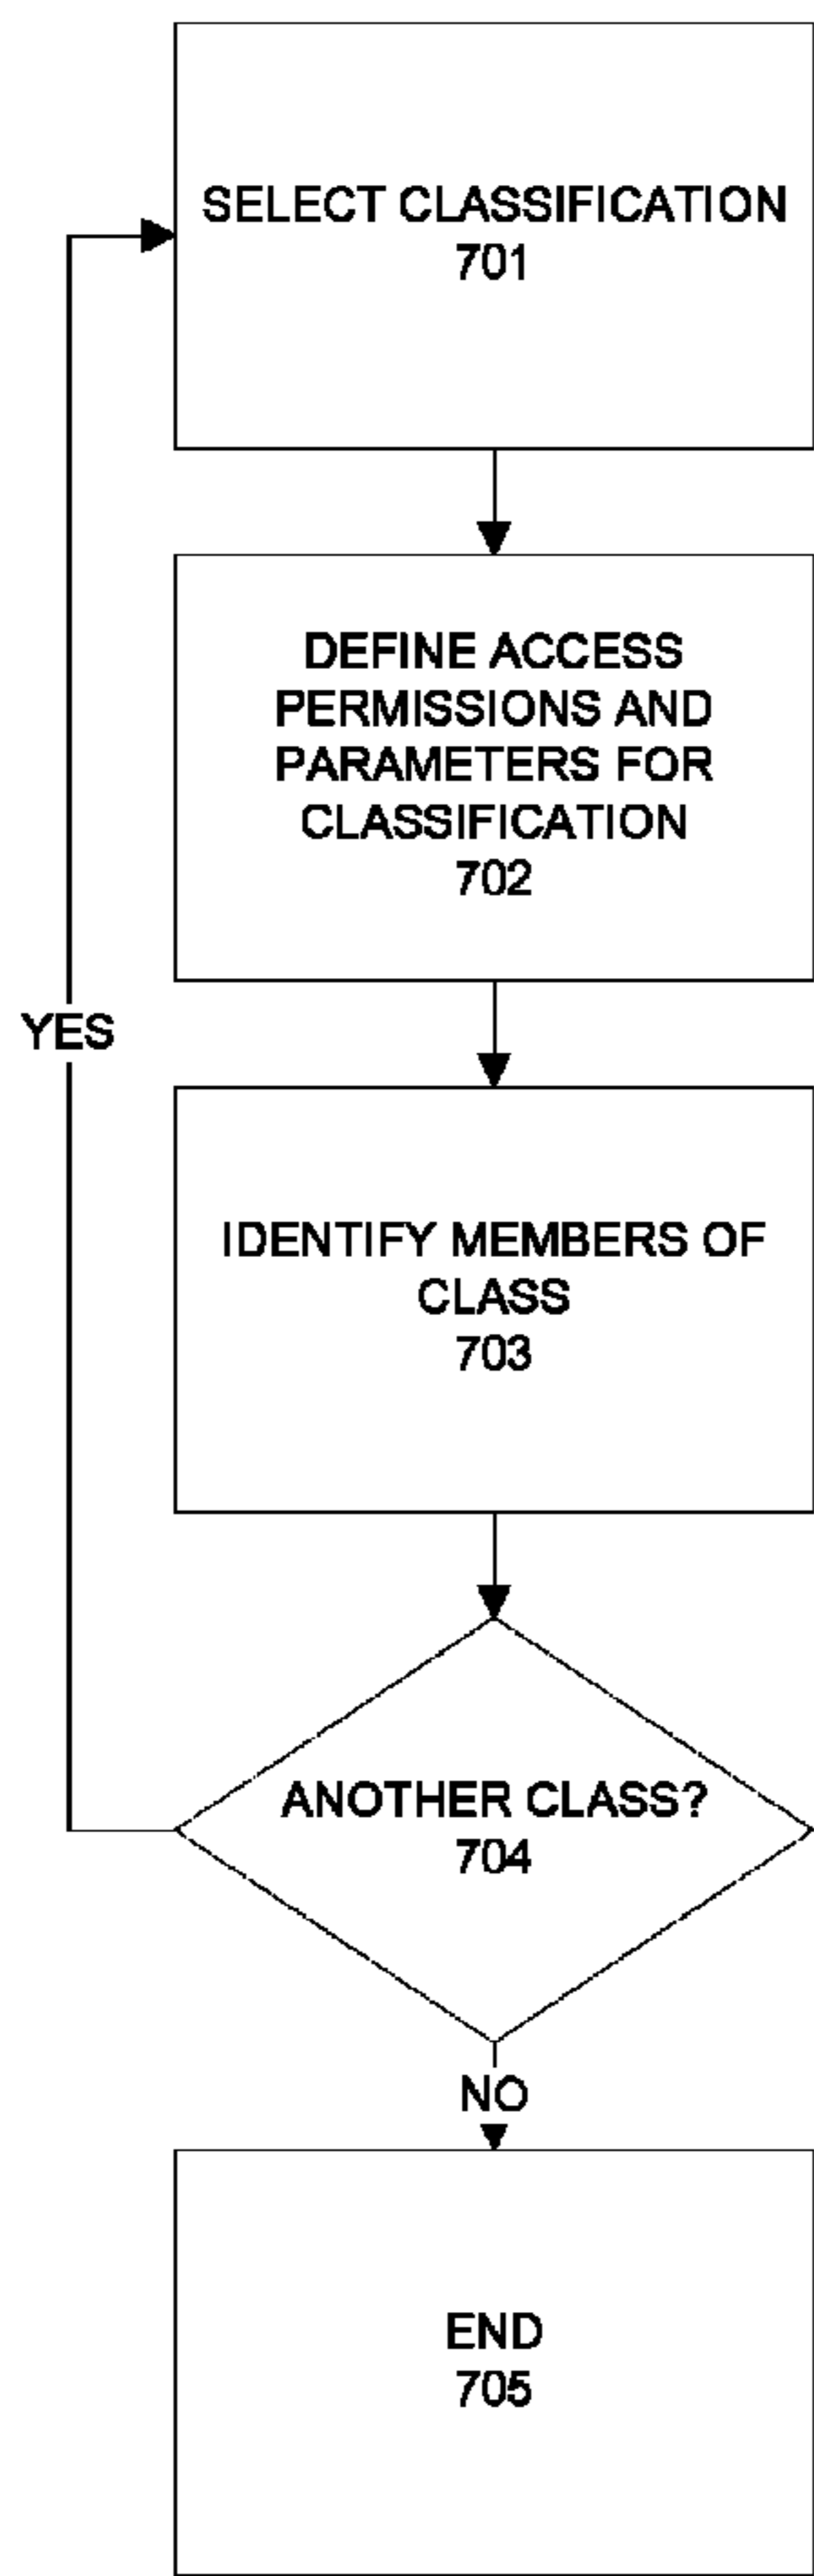 SELECT CLASSIFICATION
701
DEFINE ACCESS
PERMISSIONS AND
PARAMETERS FOR
CLASSIFICATION
702
YES
IDENTIFY MEMBERS OF
CLASS
703
ANOTHER CLASS?
704
NO
END
705